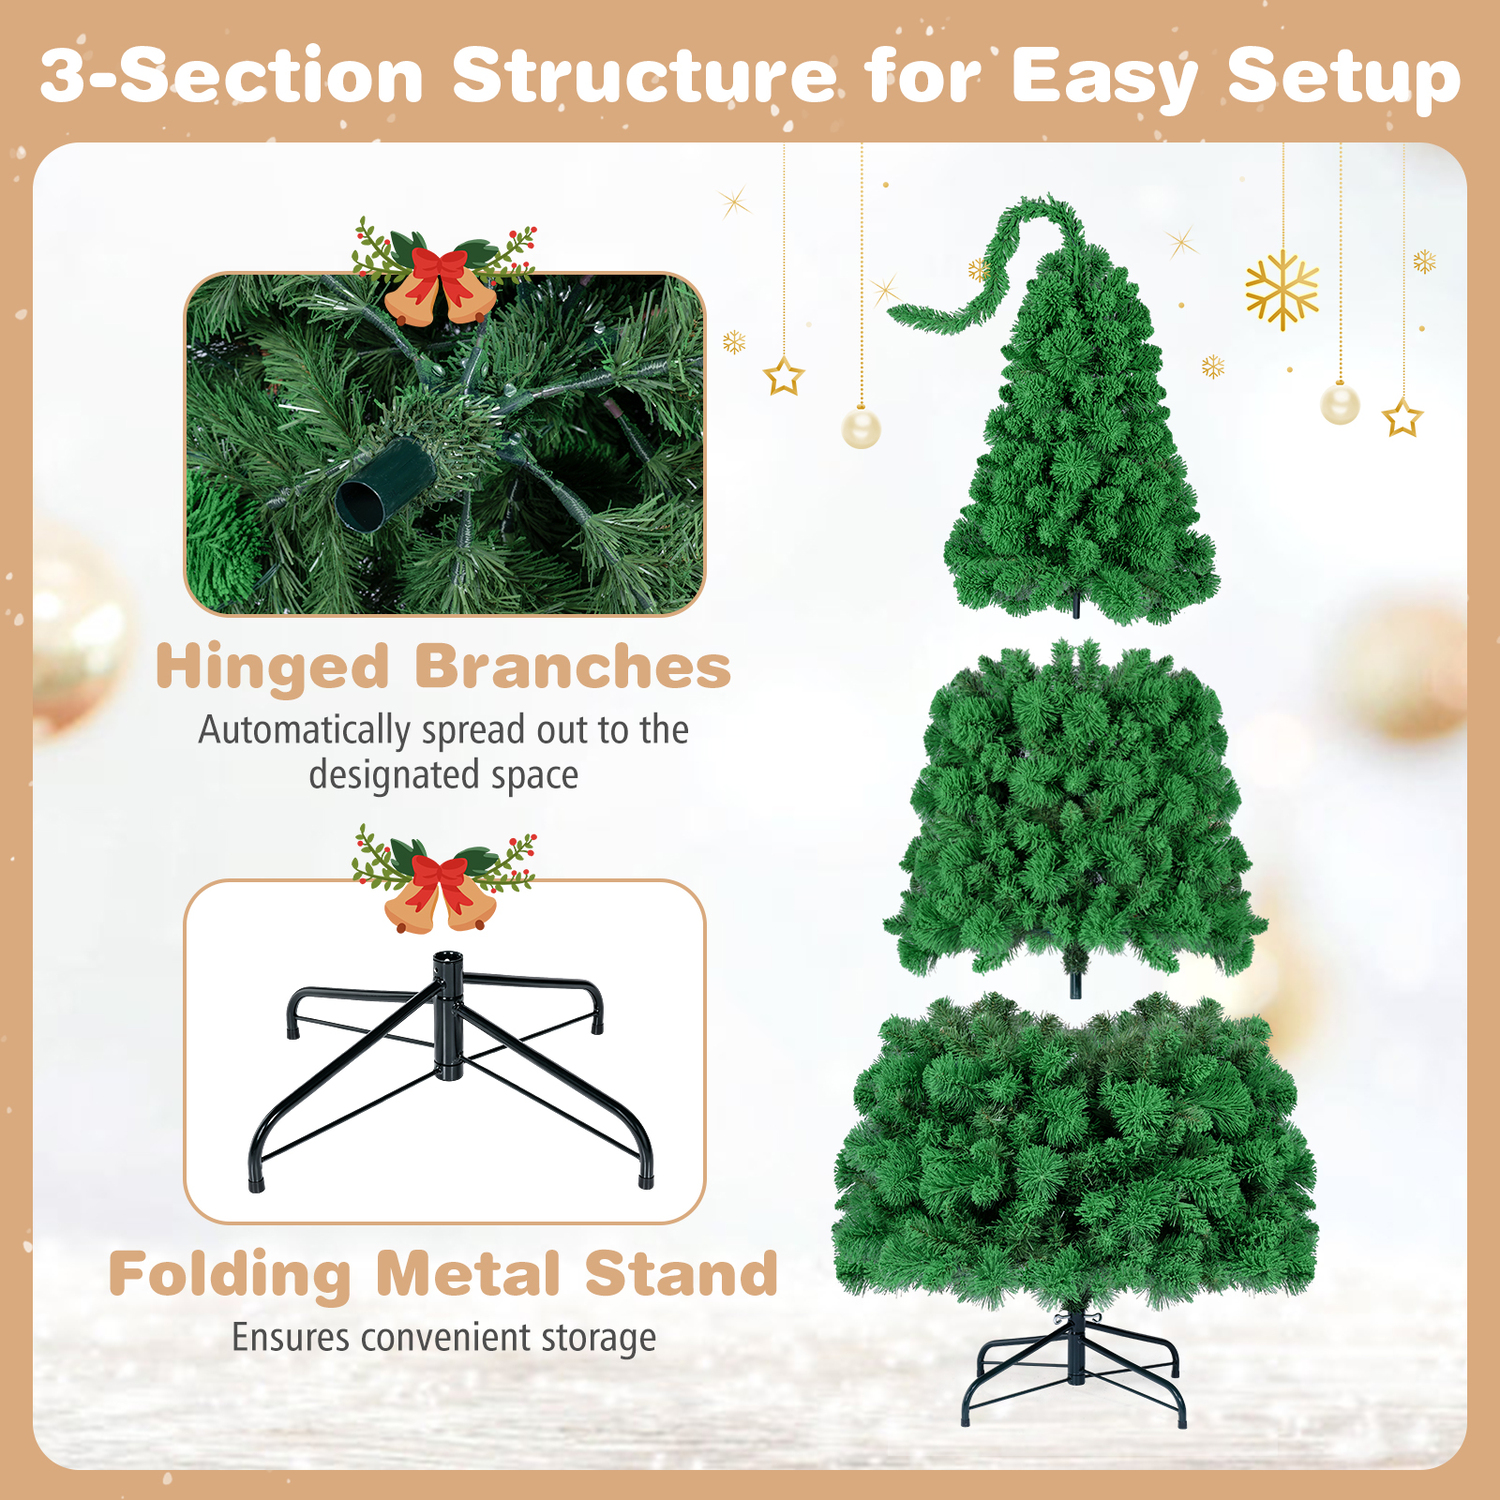 3-Section Structure for Easy Setup
Hinged Branches
Automatically spread out to the
designated space
Folding Metal Stand
Ensures convenient storage